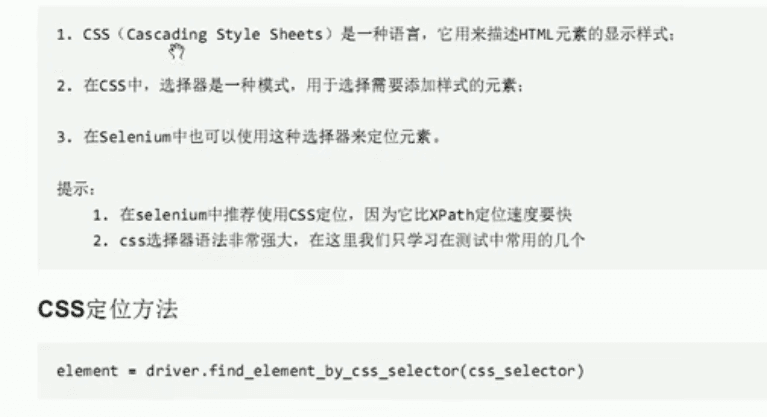 1. CSS（Cascading Style Sheets）是一种语言，它用来描述HTML元素的显示样式；
2. 在CSS中，选择器是一种模式，用于选择需要添加样式的元素；
3. 在Selenium中也可以使用这种选择器来定位元素。
提示：
1. 在selenium中推荐使用CSS定位，因为它比XPath定位速度要快
2. css选择器语法非常强大，在这里我们只学习在测试中常用的几个
CSS定位方法
element = driver.find_element_by_css_selector(css_selector)